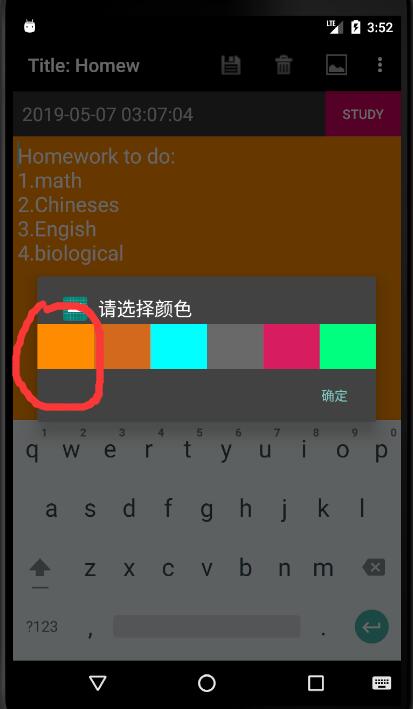 LTE 3:52
Title: Homew
2019-05-07 03:07:04 STUDY
Homework to do:
1.math
2.Chineses
3.Engish
4.biological
请选择颜色
确定
1 2 3 4 5 6 7 8 9 0
q w e r t y u i o p
a s d f g h j k l
z x c v b n m
?123 , .